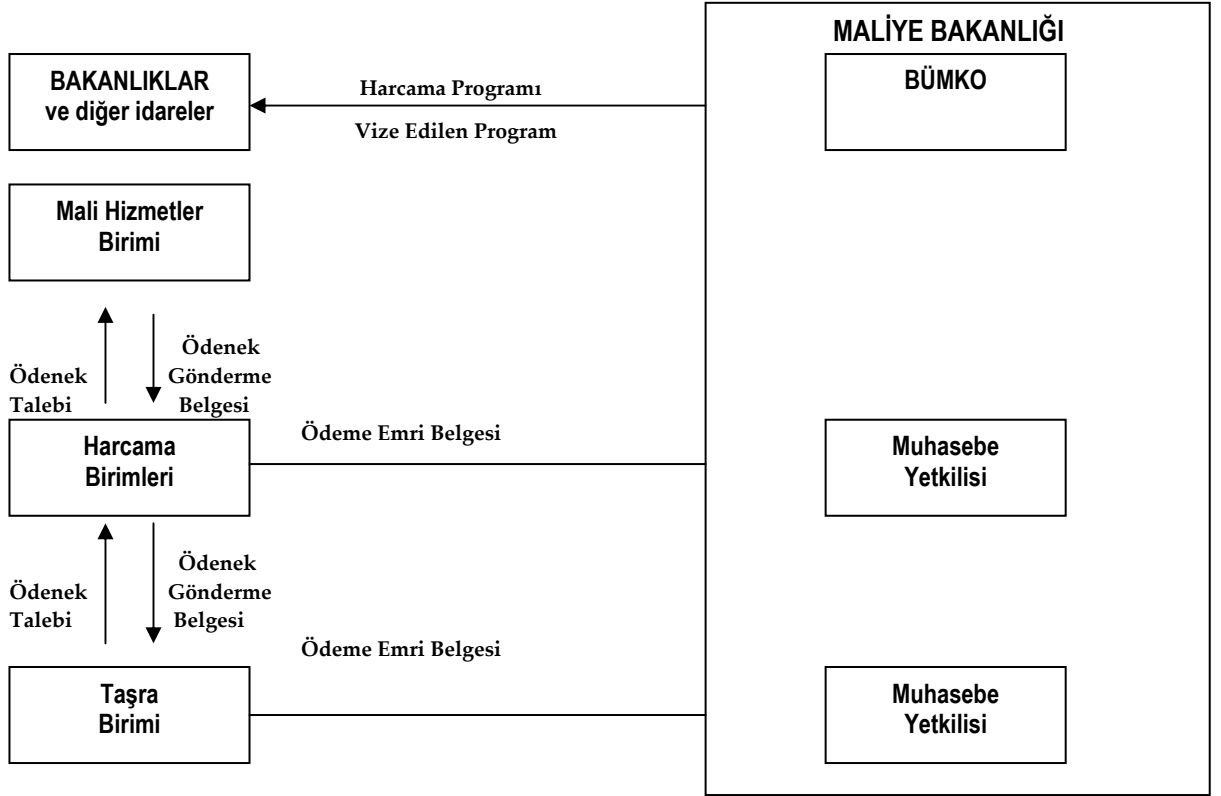 MALİYE BAKANLIĞI
BAKANLIKLAR
ve diğer idareler
Harcama Programı
Vize Edilen Program
BÜMKO
Mali Hizmetler
Birimi
Ödenek
Talebi
Ödenek
Gönderme
Belgesi
Harcama
Birimleri
Ödeme Emri Belgesi
Muhasebe
Yetkilisi
Ödenek
Talebi
Ödenek
Gönderme
Belgesi
Taşra
Birimi
Ödeme Emri Belgesi
Muhasebe
Yetkilisi